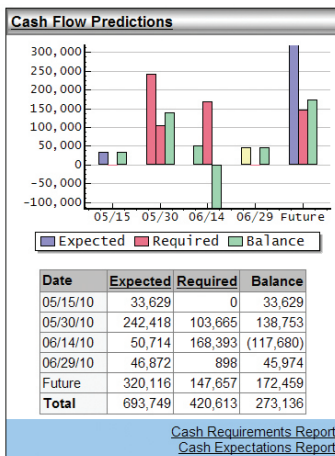 Cash Flow Predictions
300,000
250,000
200,000
150,000
100,000
50,000
0
-50,000
-100,000
05/15 05/30 06/14 06/29 Future
Expected Required Balance
Date Expected Required Balance
05/15/10 33,629 0 33,629
05/30/10 242,418 103,665 138,753
06/14/10 50,714 168,393 (117,680)
06/29/10 46,872 898 45,974
Future 320,116 147,657 172,459
Total 693,749 420,613 273,136
Cash Requirements Report
Cash Expectations Report